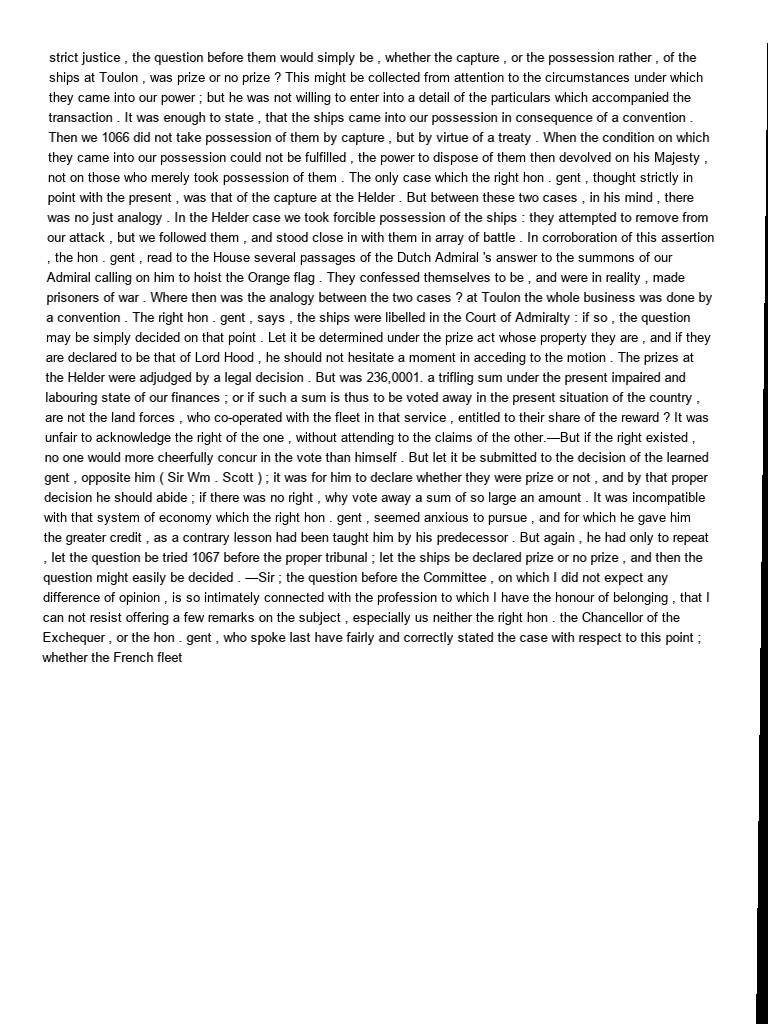 strict justice , the question before them would simply be , whether the capture , or the possession rather , of the
ships at Toulon , was prize or no prize ? This might be collected from attention to the circumstances under which
they came into our power ; but he was not willing to enter into a detail of the particulars which accompanied the
transaction . It was enough to state , that the ships came into our possession in consequence of a convention .
Then we 1066 did not take possession of them by capture , but by virtue of a treaty . When the condition on which
they came into our possession could not be fulfilled , the power to dispose of them then devolved on his Majesty ,
not on those who merely took possession of them . The only case which the right hon . gent , thought strictly in
point with the present , was that of the capture at the Helder . But between these two cases , in his mind , there
was no just analogy . In the Helder case we took forcible possession of the ships : they attempted to remove from
our attack , but we followed them , and stood close in with them in array of battle . In corroboration of this assertion
, the hon . gent , read to the House several passages of the Dutch Admiral 's answer to the summons of our
Admiral calling on him to hoist the Orange flag . They confessed themselves to be , and were in reality , made
prisoners of war . Where then was the analogy between the two cases ? at Toulon the whole business was done by
a convention . The right hon . gent , says , the ships were libelled in the Court of Admiralty : if so , the question
may be simply decided on that point . Let it be determined under the prize act whose property they are , and if they
are declared to be that of Lord Hood , he should not hesitate a moment in acceding to the motion . The prizes at
the Helder were adjudged by a legal decision . But was 236,0001. a trifling sum under the present impaired and
labouring state of our finances ; or if such a sum is thus to be voted away in the present situation of the country ,
are not the land forces , who co-operated with the fleet in that service , entitled to their share of the reward ? It was
unfair to acknowledge the right of the one , without attending to the claims of the other.—But if the right existed ,
no one would more cheerfully concur in the vote than himself . But let it be submitted to the decision of the learned
gent , opposite him ( Sir Wm . Scott ) ; it was for him to declare whether they were prize or not , and by that proper
decision he should abide ; if there was no right , why vote away a sum of so large an amount . It was incompatible
with that system of economy which the right hon . gent , seemed anxious to pursue , and for which he gave him
the greater credit , as a contrary lesson had been taught him by his predecessor . But again , he had only to repeat
, let the question be tried 1067 before the proper tribunal ; let the ships be declared prize or no prize , and then the
question might easily be decided . —Sir ; the question before the Committee , on which I did not expect any
difference of opinion , is so intimately connected with the profession to which I have the honour of belonging , that I
can not resist offering a few remarks on the subject , especially us neither the right hon . the Chancellor of the
Exchequer , or the hon . gent , who spoke last have fairly and correctly stated the case with respect to this point ;
whether the French fleet